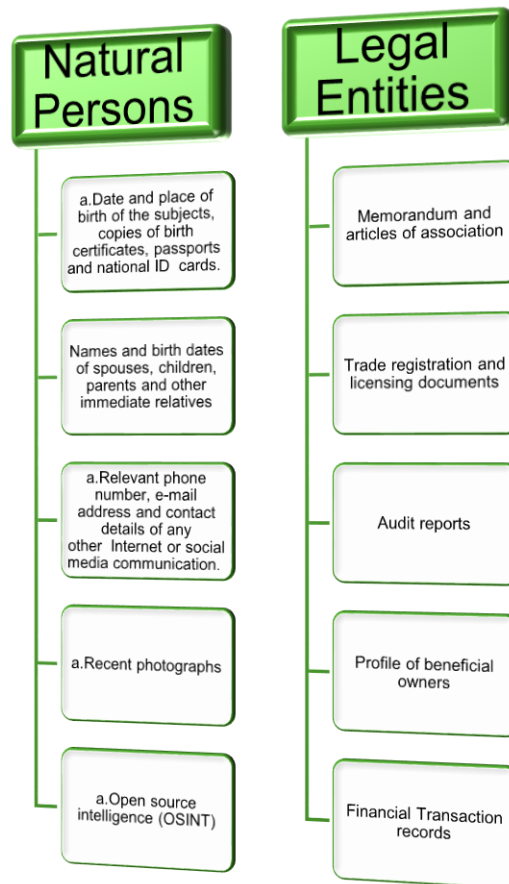 Natural
Persons
a.Date and place of
birth of the subjects,
copies of birth
certificates, passports
and national ID cards.
Names and birth dates
of spouses, children,
parents and other
immediate relatives
a.Relevant phone
number, e-mail
address and contact
details of any
other Internet or social
media communication.
a.Recent photographs
a.Open source
intelligence (OSINT)
Legal
Entities
Memorandum and
articles of association
Trade registration and
licensing documents
Audit reports
Profile of beneficial
owners
Financial Transaction
records